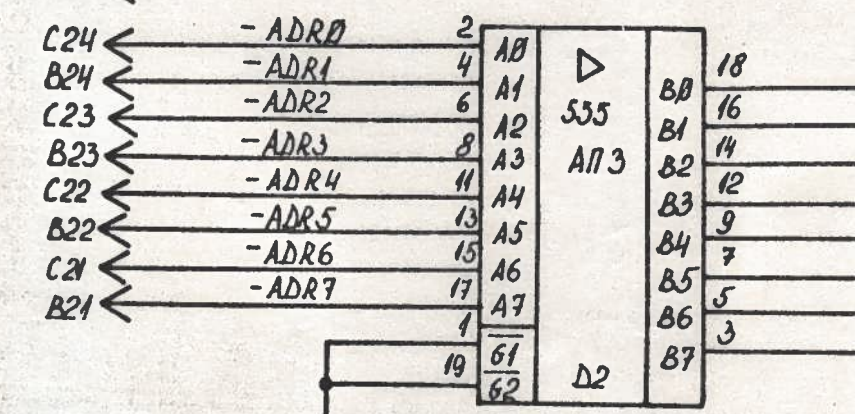 C24 -ADR0 2 A0
B24 -ADR1 4 A1
C23 -ADR2 6 A2
B23 -ADR3 8 A3
C22 -ADR4 11 A4
B22 -ADR5 13 A5
C21 -ADR6 15 A6
B21 -ADR7 17 A7
1 G1
19 G2
555
АП3
D2
B0 18
B1 16
B2 14
B3 12
B4 9
B5 7
B6 5
B7 3